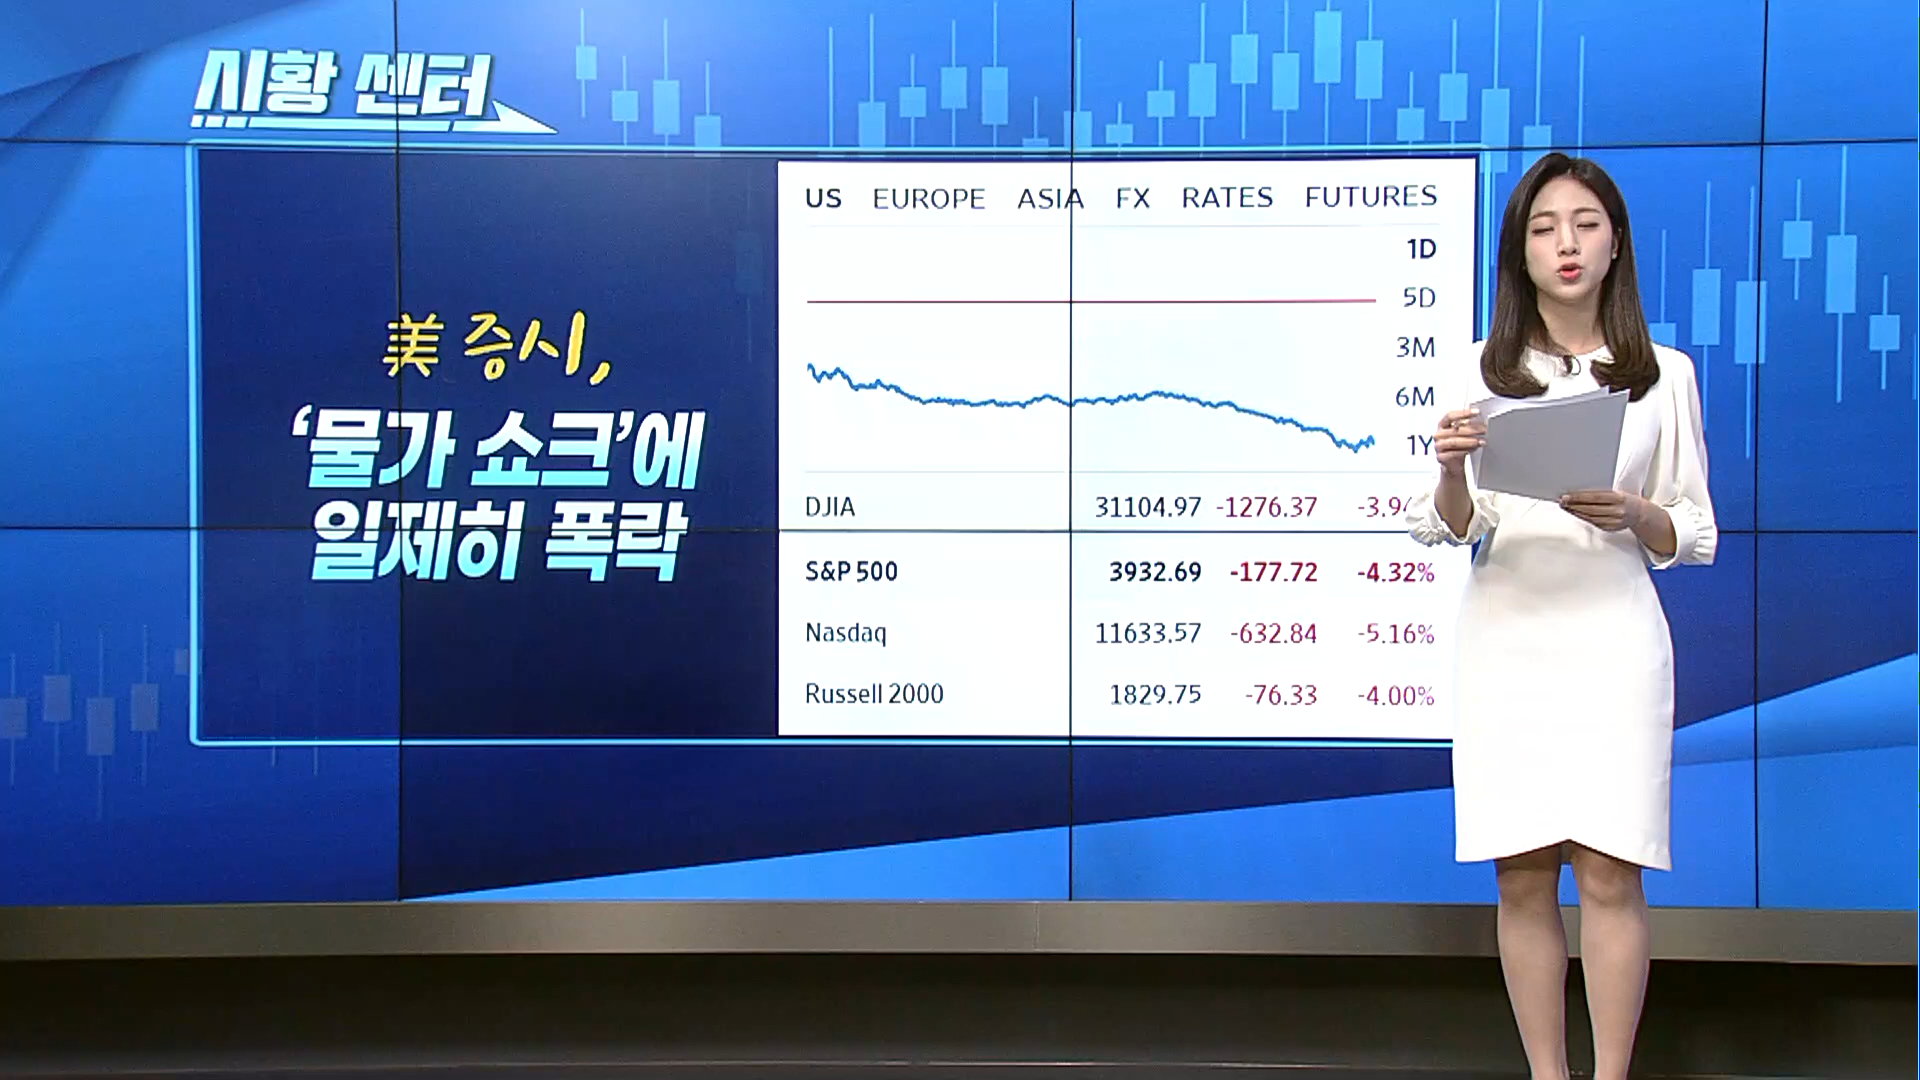 시황 센터
美 증시,
‘물가 쇼크’에
일제히 폭락
US EUROPE ASIA FX RATES FUTURES
1D
5D
3M
6M
1Y
DJIA 31104.97 -1276.37 -3.94
S&P 500 3932.69 -177.72 -4.32%
Nasdaq 11633.57 -632.84 -5.16%
Russell 2000 1829.75 -76.33 -4.00%